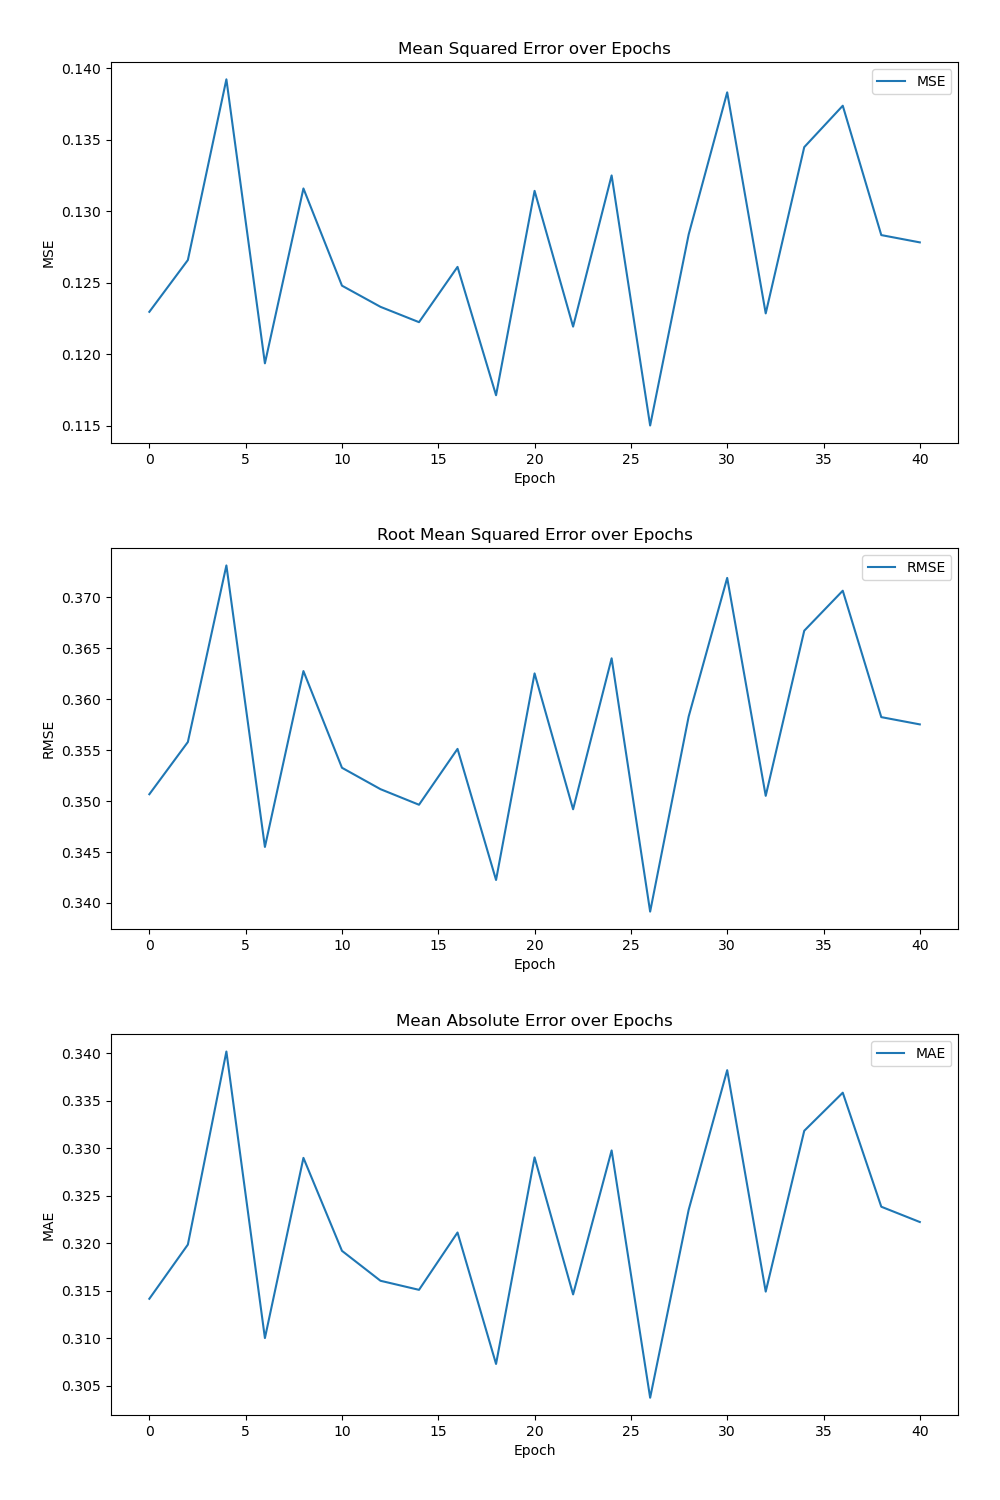 Mean Squared Error over Epochs
0.140
0.135
0.130
0.125
0.120
0.115
MSE
MSE
0 5 10 15 20 25 30 35 40
Epoch
Root Mean Squared Error over Epochs
0.370
0.365
0.360
0.355
0.350
0.345
0.340
RMSE
RMSE
0 5 10 15 20 25 30 35 40
Epoch
Mean Absolute Error over Epochs
0.340
0.335
0.330
0.325
0.320
0.315
0.310
0.305
MAE
MAE
0 5 10 15 20 25 30 35 40
Epoch